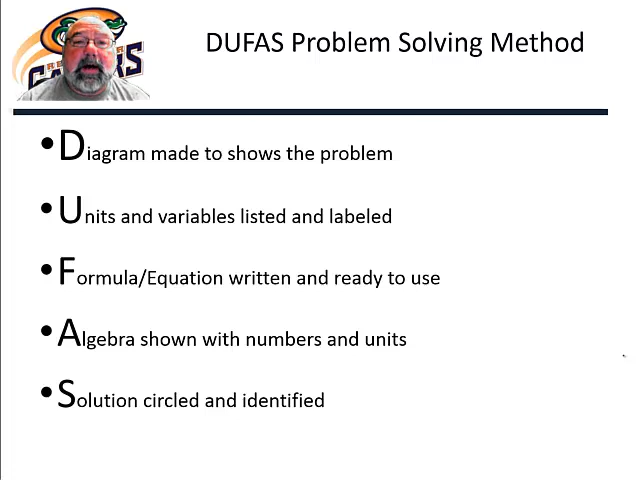 DUFAS Problem Solving Method
•Diagram made to shows the problem
•Units and variables listed and labeled
•Formula/Equation written and ready to use
•Algebra shown with numbers and units
•Solution circled and identified